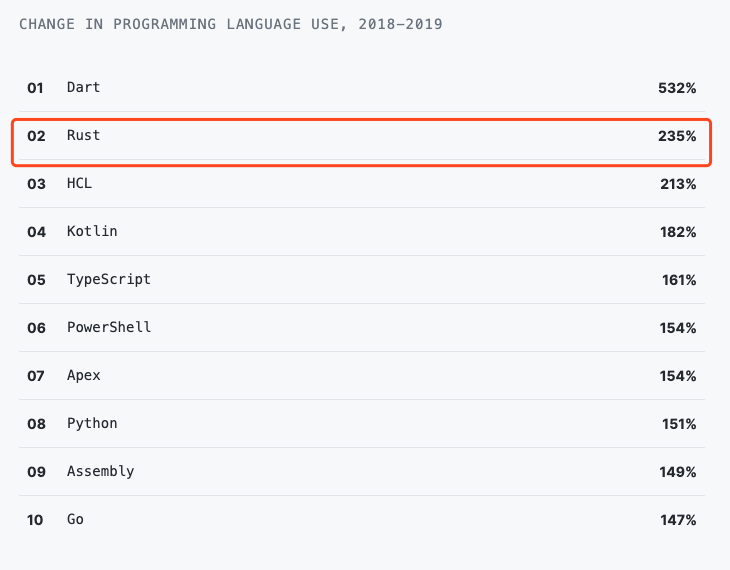 CHANGE IN PROGRAMMING LANGUAGE USE, 2018–2019
01 Dart 532%
02 Rust 235%
03 HCL 213%
04 Kotlin 182%
05 TypeScript 161%
06 PowerShell 154%
07 Apex 154%
08 Python 151%
09 Assembly 149%
10 Go 147%